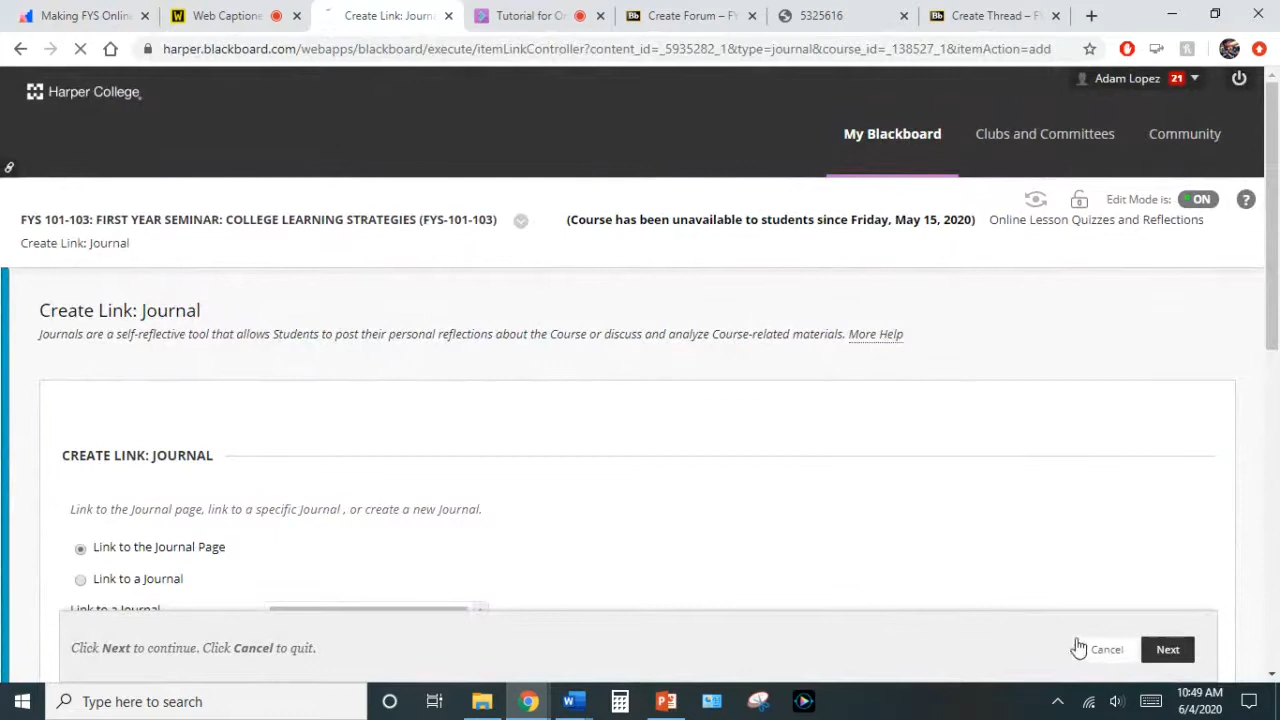 Making FYS Online
Web Captione
Create Link: Journa
Tutorial for On
Create Forum – FY
5325616
Create Thread – FY
harper.blackboard.com/webapps/blackboard/execute/itemLinkController?content_id=_5935282_1&type=journal&course_id=_138527_1&itemAction=add
Harper College
Adam Lopez 21
My Blackboard
Clubs and Committees
Community
Edit Mode is: ON
FYS 101-103: FIRST YEAR SEMINAR: COLLEGE LEARNING STRATEGIES (FYS-101-103)
(Course has been unavailable to students since Friday, May 15, 2020)
Online Lesson Quizzes and Reflections
Create Link: Journal
Create Link: Journal
Journals are a self-reflective tool that allows Students to post their personal reflections about the Course or discuss and analyze Course-related materials. More Help
CREATE LINK: JOURNAL
Link to the Journal page, link to a specific Journal , or create a new Journal.
Link to the Journal Page
Link to a Journal
Link to a Journal
Click Next to continue. Click Cancel to quit.
Cancel
Next
Type here to search
10:49 AM
6/4/2020